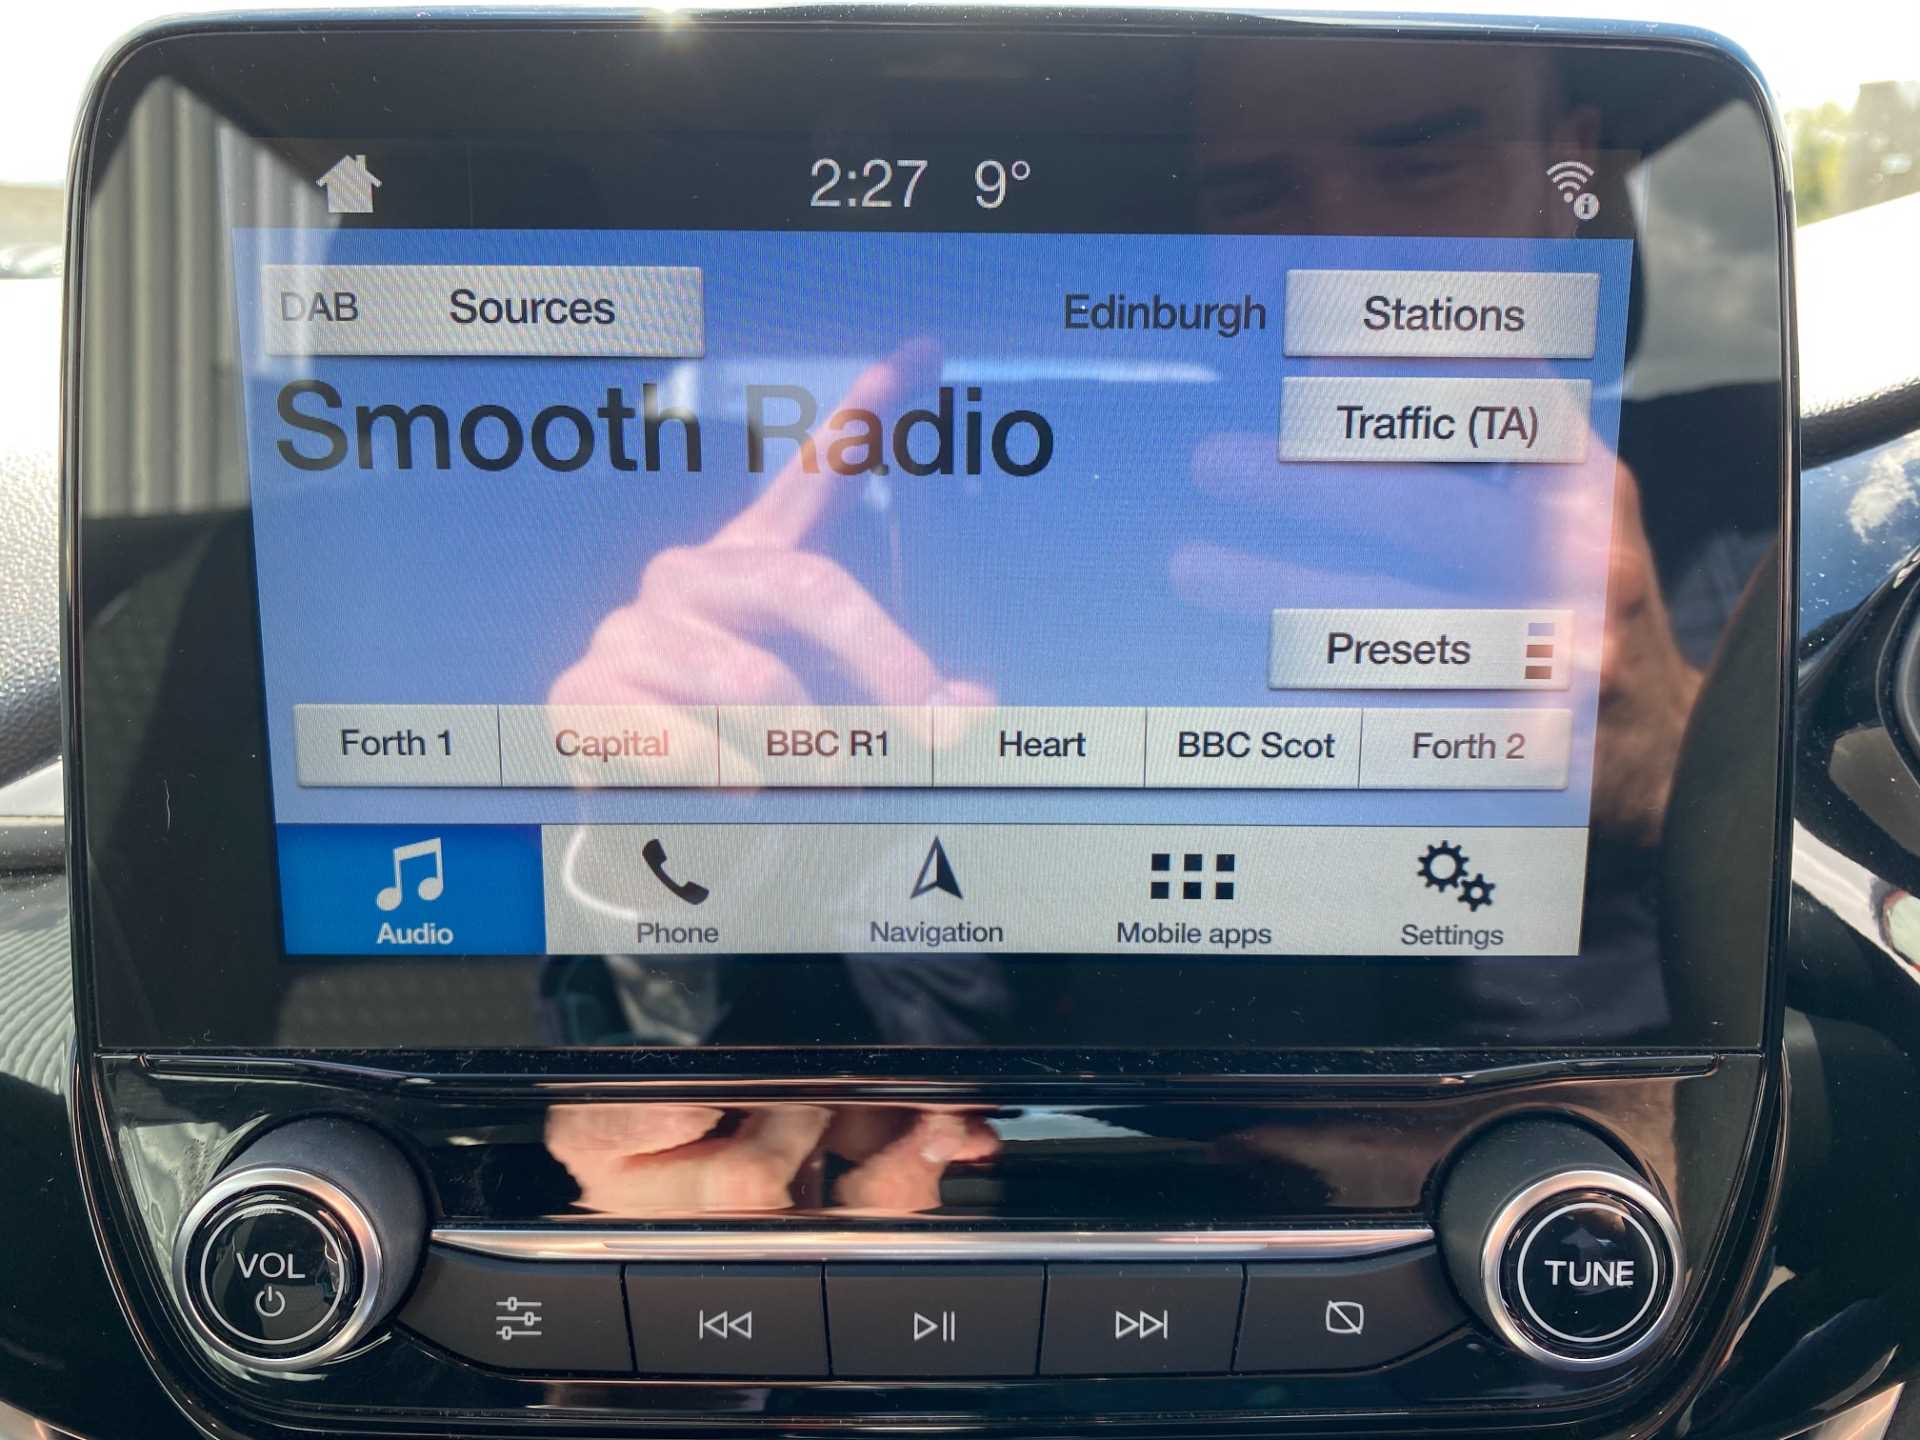 2:27 9°
DAB Sources
Edinburgh Stations
Smooth Radio
Traffic (TA)
Presets
Forth 1 Capital BBC R1 Heart BBC Scot Forth 2
Audio Phone Navigation Mobile apps Settings
VOL
TUNE